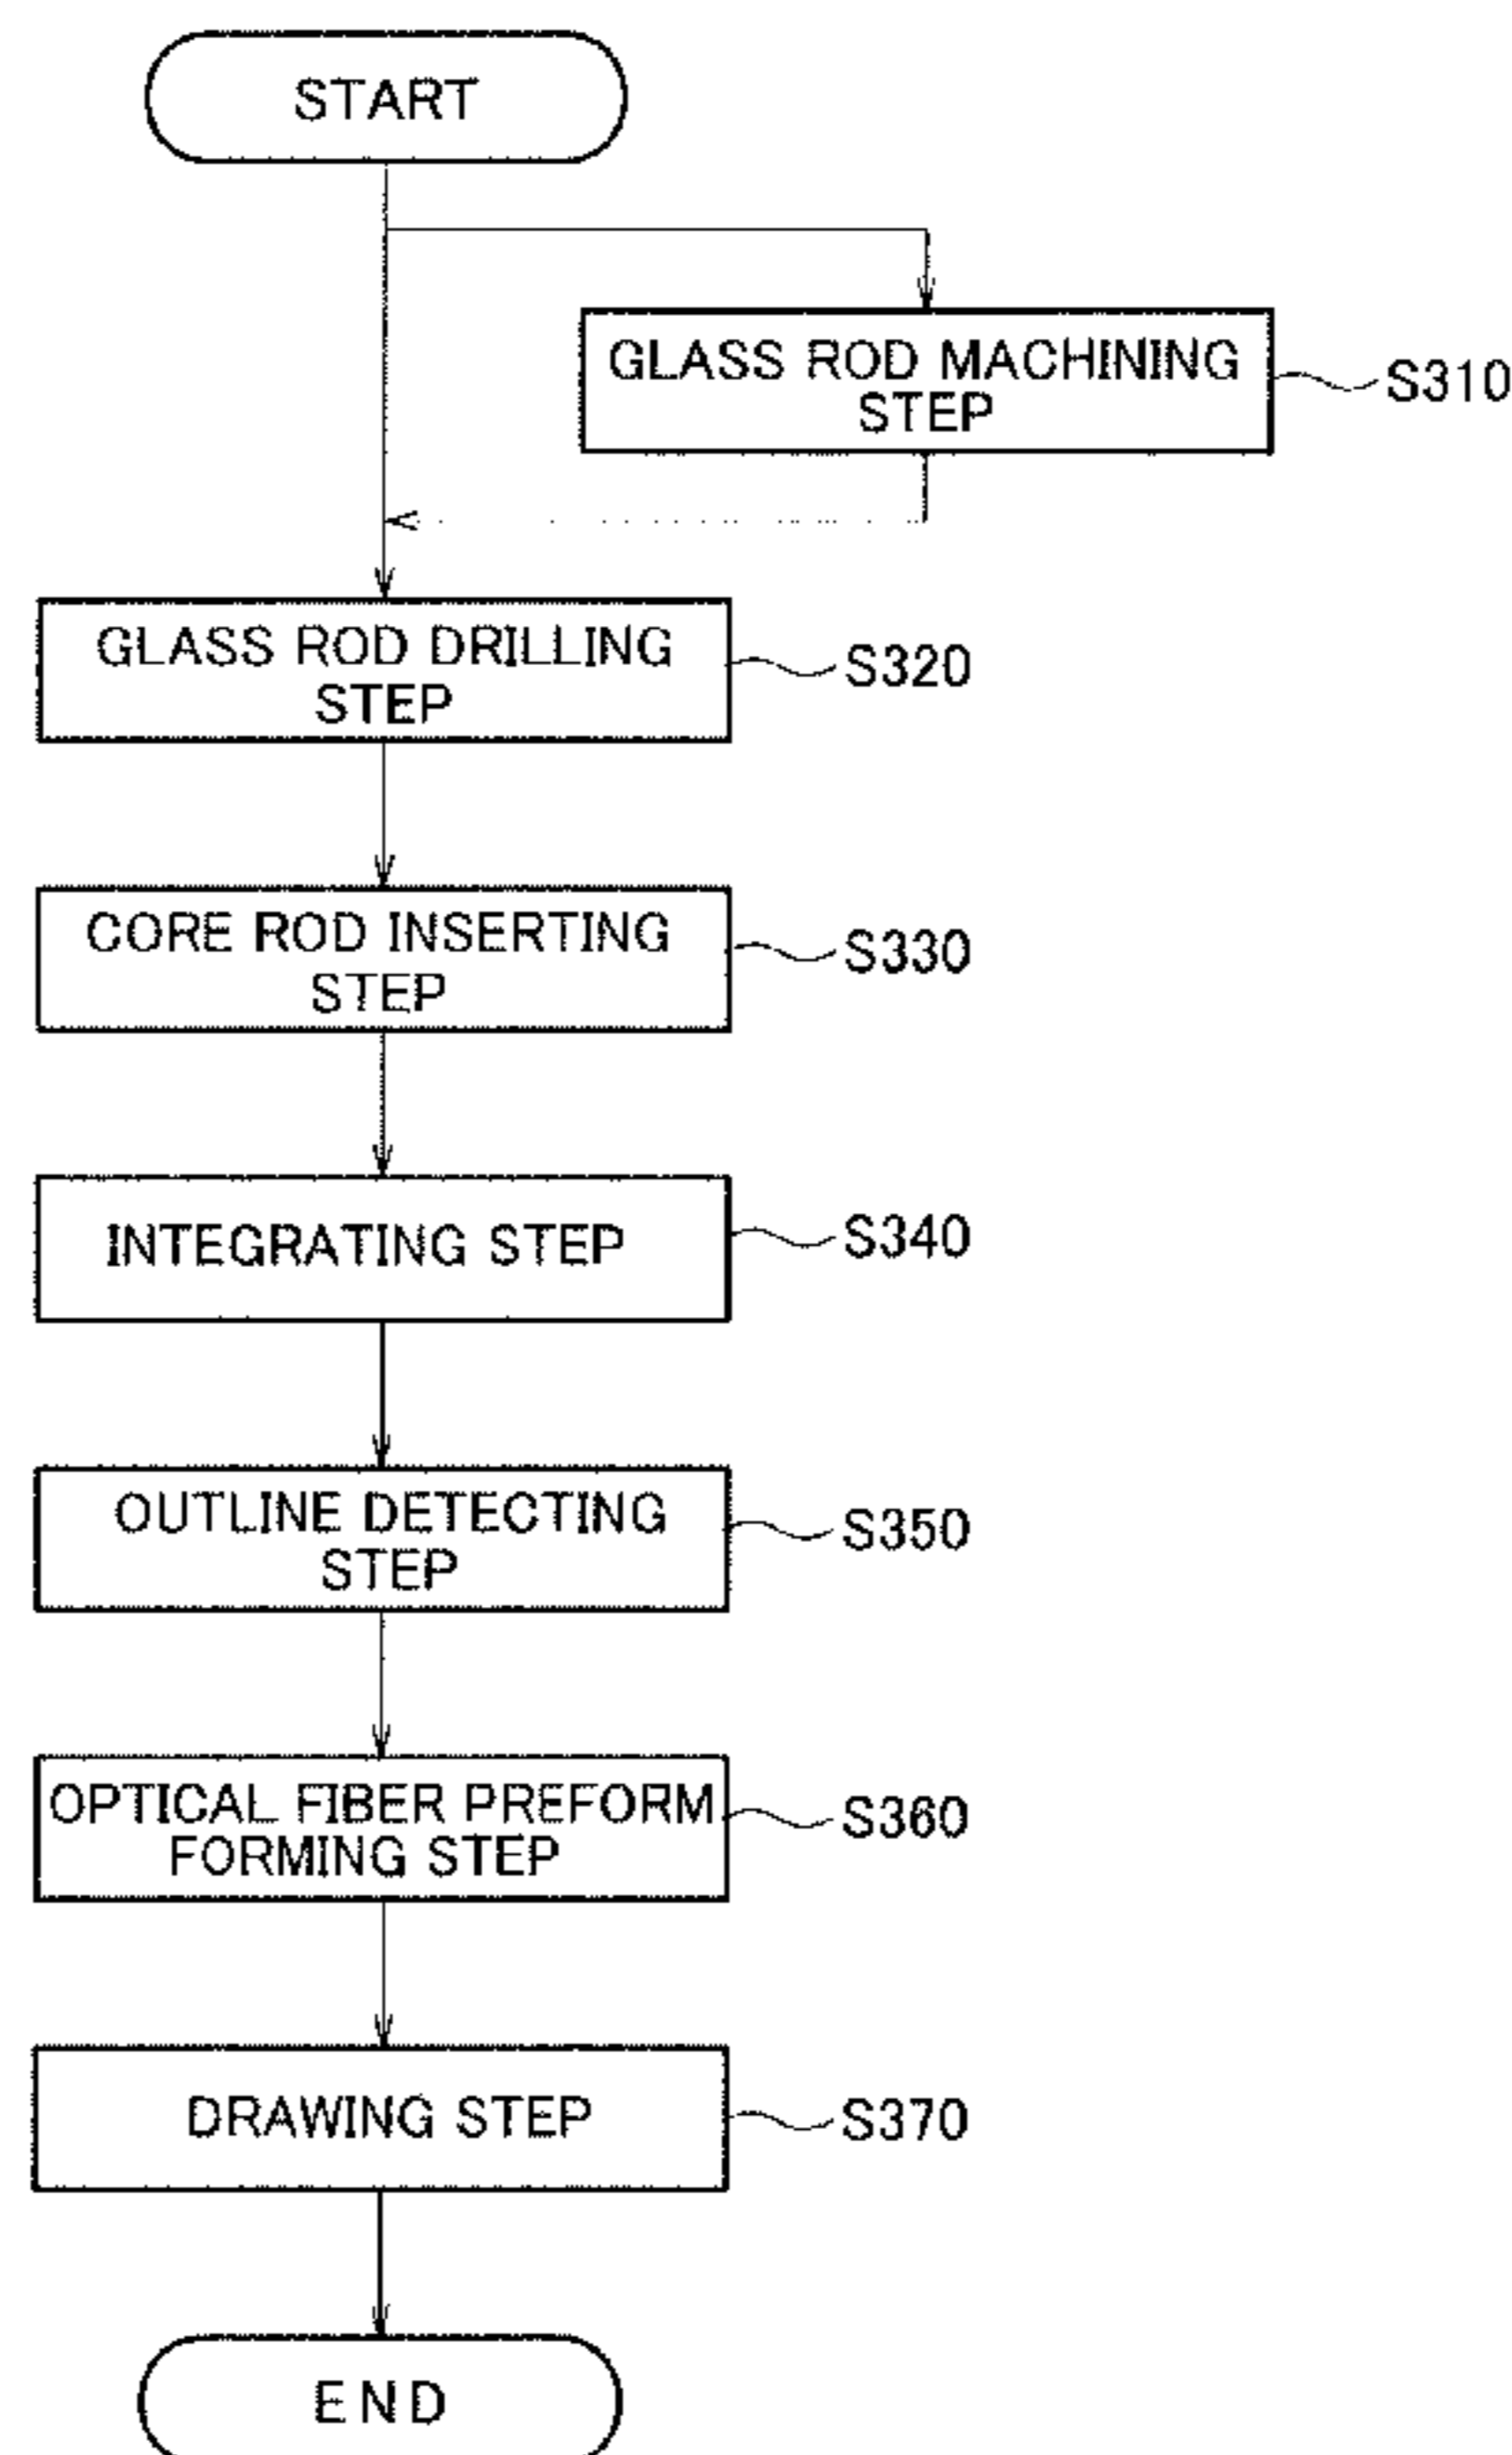 START
GLASS ROD MACHINING
STEP
S310
GLASS ROD DRILLING
STEP
S320
CORE ROD INSERTING
STEP
S330
INTEGRATING STEP
S340
OUTLINE DETECTING
STEP
S350
OPTICAL FIBER PREFORM
FORMING STEP
S360
DRAWING STEP
S370
END